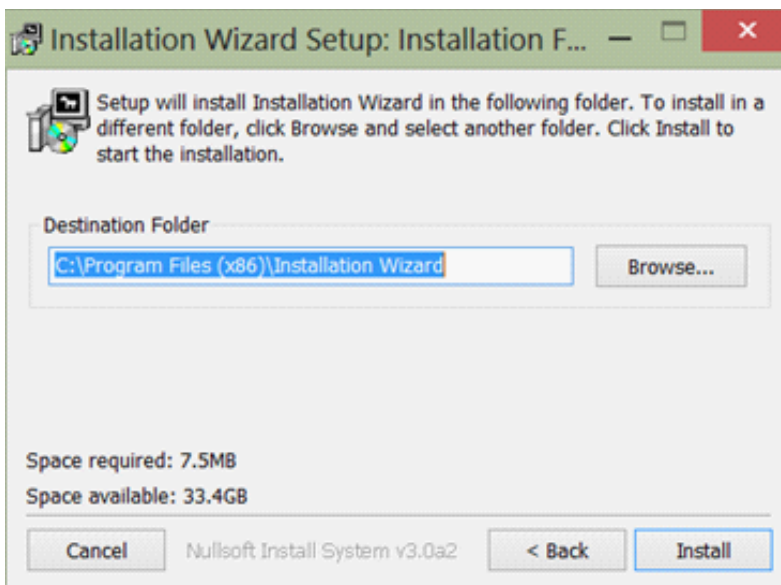 Installation Wizard Setup: Installation F...
Setup will install Installation Wizard in the following folder. To install in a
different folder, click Browse and select another folder. Click Install to
start the installation.
Destination Folder
C:\Program Files (x86)\Installation Wizard
Browse...
Space required: 7.5MB
Space available: 33.4GB
Cancel
Nullsoft Install System v3.0a2
< Back
Install